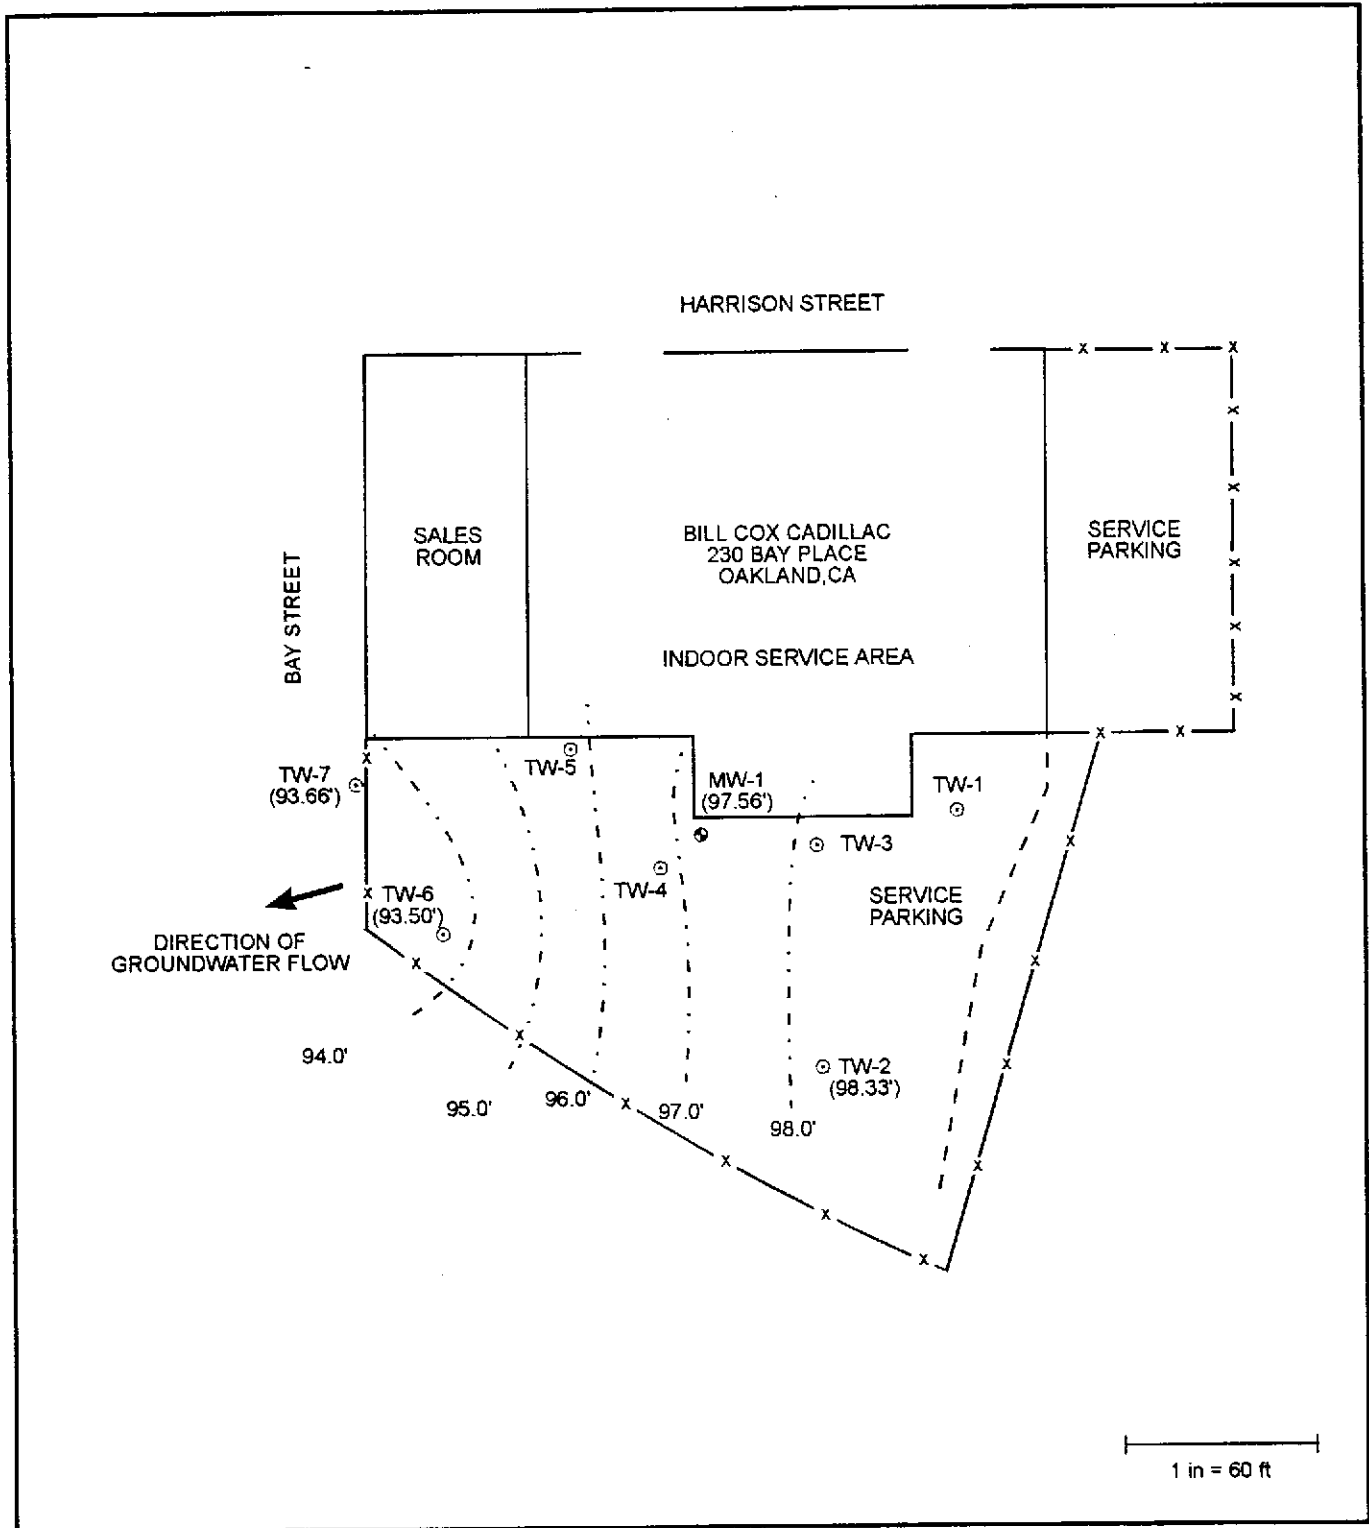 HARRISON STREET
SALES
ROOM
BILL COX CADILLAC
230 BAY PLACE
OAKLAND, CA
SERVICE
PARKING
BAY STREET
INDOOR SERVICE AREA
TW-5
TW-7
(93.66')
MW-1
(97.56')
TW-1
TW-3
TW-4
TW-6
(93.50')
SERVICE
PARKING
DIRECTION OF
GROUNDWATER FLOW
94.0'
TW-2
(98.33')
95.0'
96.0'
97.0'
98.0'
1 in = 60 ft